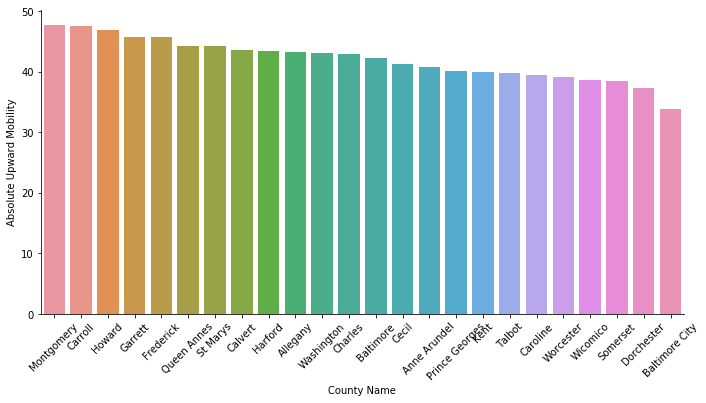 50
40
30
20
10
0
Absolute Upward Mobility
Montgomery
Carroll
Howard
Garrett
Frederick
Queen Annes
St Marys
Calvert
Harford
Allegany
Washington
Charles
Baltimore
Cecil
Anne Arundel
Prince Georges
Kent
Talbot
Caroline
Worcester
Wicomico
Somerset
Dorchester
Baltimore City
County Name